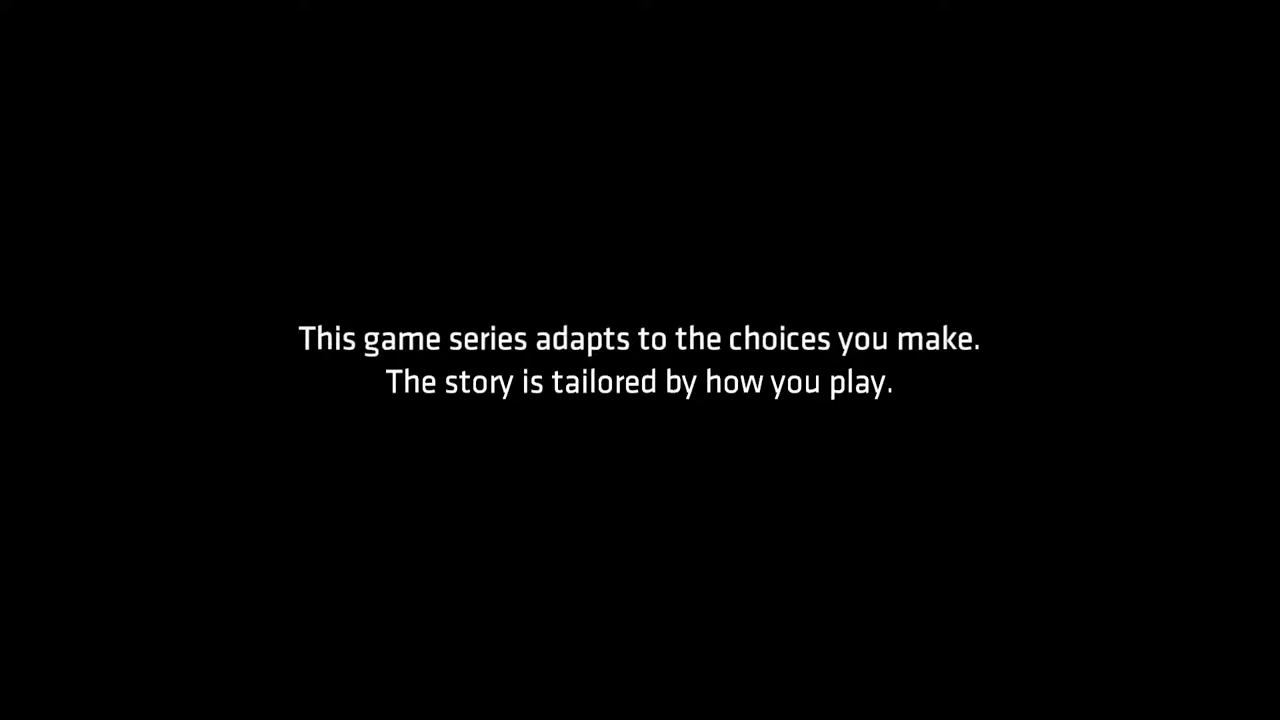 This game series adapts to the choices you make.
The story is tailored by how you play.